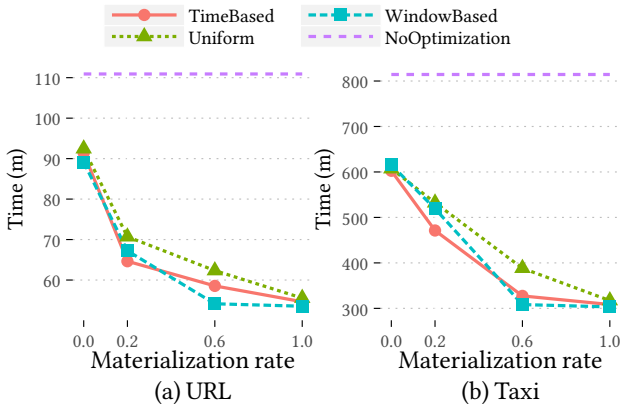 TimeBased WindowBased
Uniform NoOptimization
Time (m)
110
100
90
80
70
60
0.0 0.2 0.6 1.0
Materialization rate
(a) URL
Time (m)
800
700
600
500
400
300
0.0 0.2 0.6 1.0
Materialization rate
(b) Taxi